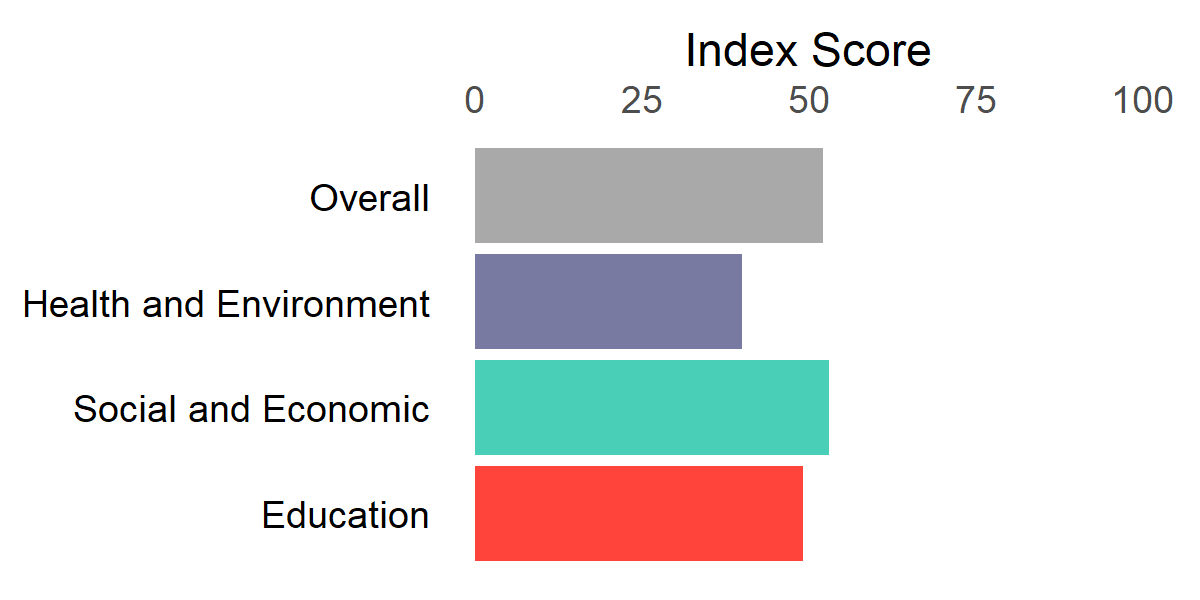 Index Score
0 25 50 75 100
Overall
Health and Environment
Social and Economic
Education